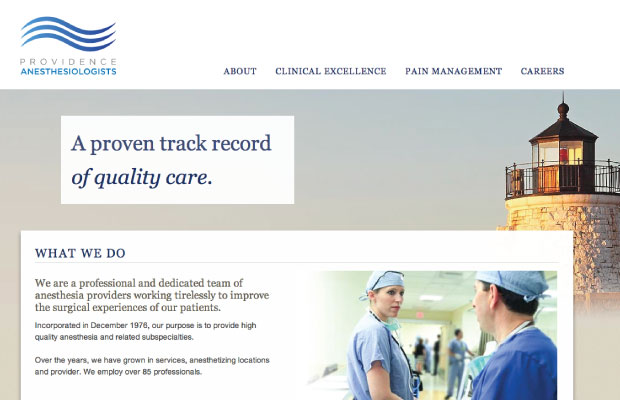 PROVIDENCE
ANESTHESIOLOGISTS
ABOUT CLINICAL EXCELLENCE PAIN MANAGEMENT CAREERS
A proven track record
of quality care.
WHAT WE DO
We are a professional and dedicated team of
anesthesia providers working tirelessly to improve
the surgical experiences of our patients.
Incorporated in December 1976, our purpose is to provide high
quality anesthesia and related subspecialties.
Over the years, we have grown in services, anesthetizing locations
and provider. We employ over 85 professionals.